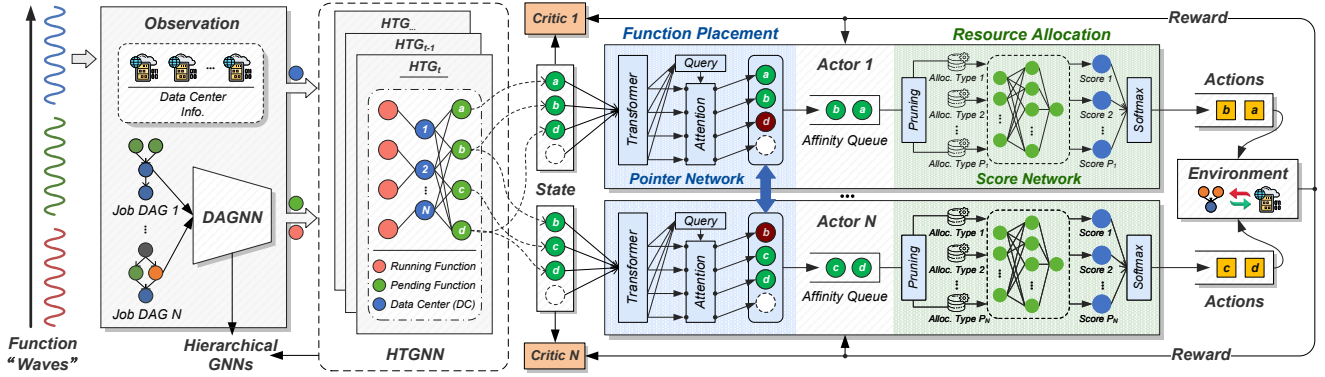 Function
"Waves"
Observation
...
Data Center
Info.
Job DAG 1
...
Job DAG N
DAGNN
Hierarchical
GNNs
HTG...
HTGt-1
HTGt
1
2
...
N
a
b
c
d
Running Function
Pending Function
Data Center (DC)
HTGNN
Critic 1
a
b
d
State
b
c
d
Critic N
Function Placement
Transformer
Query
Attention
a
b
d
Pointer Network
Actor 1
b a
Affinity Queue
Resource Allocation
Pruning
Alloc. Type 1
Alloc. Type 2
...
Alloc. Type P1
Score 1
Score 2
...
Score P1
Softmax
Score Network
...
Transformer
Query
Attention
b
c
d
Actor N
c d
Affinity Queue
Pruning
Alloc. Type 1
Alloc. Type 2
...
Alloc. Type PN
Score 1
Score 2
...
Score PN
Softmax
Reward
Actions
b a
Environment
c d
Actions
Reward